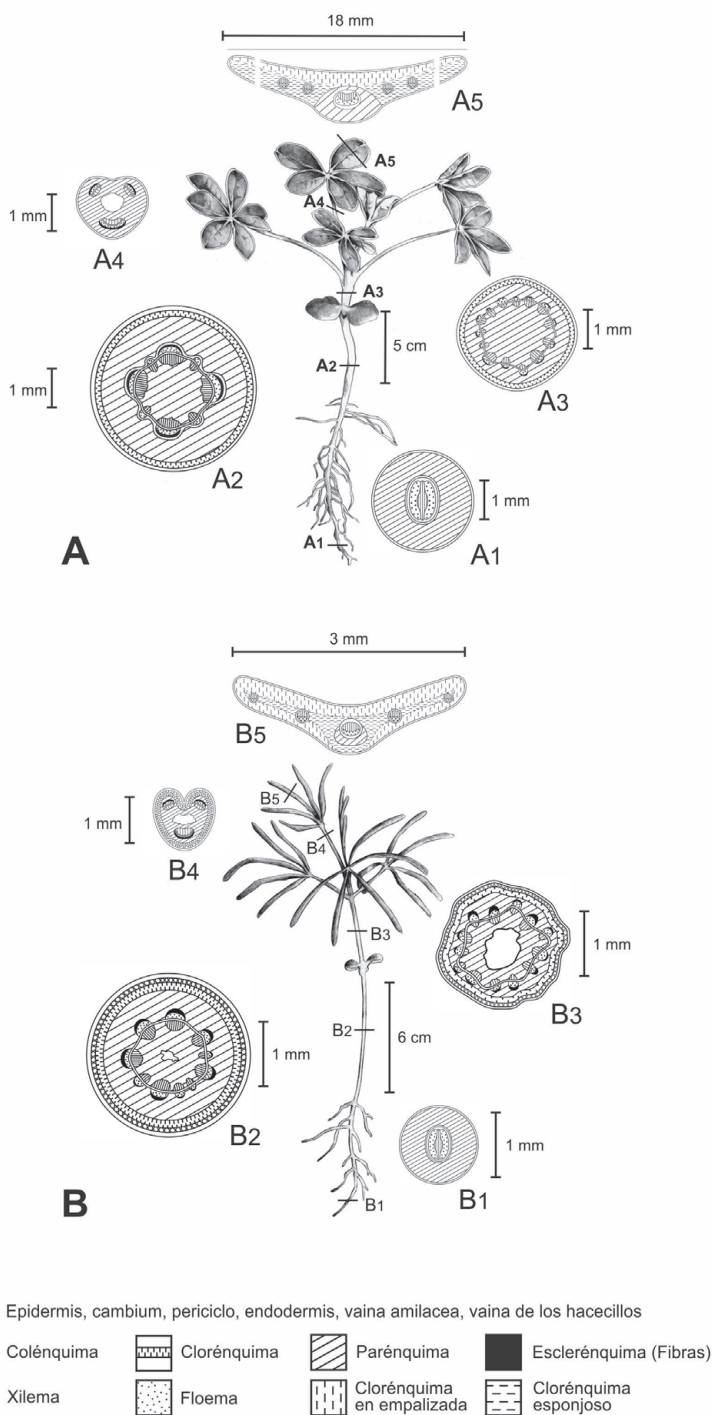 18 mm
A5
A5
A4
1 mm
A4
A3
1 mm
A3
5 cm
1 mm
A2
A2
1 mm
A1
A1
A
3 mm
B5
B5
1 mm
B4
B4
B3
1 mm
B3
B2
6 cm
1 mm
B2
1 mm
B1
B1
B
Epidermis, cambium, periciclo, endodermis, vaina amilacea, vaina de los hacecillos
Colénquima Clorénquima Parénquima Esclerénquima (Fibras)
Xilema Floema Clorénquima en empalizada Clorénquima esponjoso